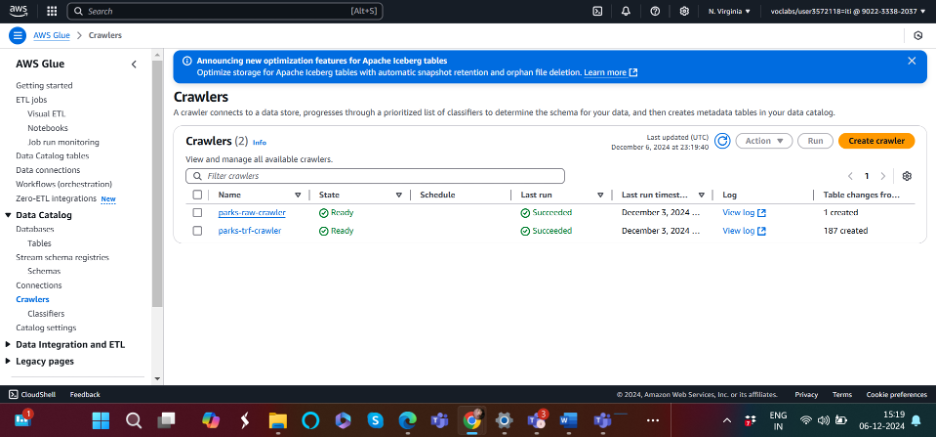 aws
Search [Alt+S]
N. Virginia
voclabs/user3572118=iti @ 9022-3338-2037
AWS Glue > Crawlers
AWS Glue
Getting started
ETL jobs
Visual ETL
Notebooks
Job run monitoring
Data Catalog tables
Data connections
Workflows (orchestration)
Zero-ETL integrations New
Data Catalog
Databases
Tables
Stream schema registries
Schemas
Connections
Crawlers
Classifiers
Catalog settings
Data Integration and ETL
Legacy pages
Announcing new optimization features for Apache Iceberg tables
Optimize storage for Apache Iceberg tables with automatic snapshot retention and orphan file deletion. Learn more
Crawlers
A crawler connects to a data store, progresses through a prioritized list of classifiers to determine the schema for your data, and then creates metadata tables in your data catalog.
Crawlers (2) Info
Last updated (UTC)
December 6, 2024 at 23:19:40
Action
Run
Create crawler
View and manage all available crawlers.
Filter crawlers
1
Name State Schedule Last run Last run timest... Log Table changes fro...
parks-raw-crawler Ready Succeeded December 3, 2024 ... View log 1 created
parks-trf-crawler Ready Succeeded December 3, 2024 ... View log 187 created
CloudShell Feedback © 2024, Amazon Web Services, Inc. or its affiliates. Privacy Terms Cookie preferences
1
3
ENG
IN
15:19
06-12-2024